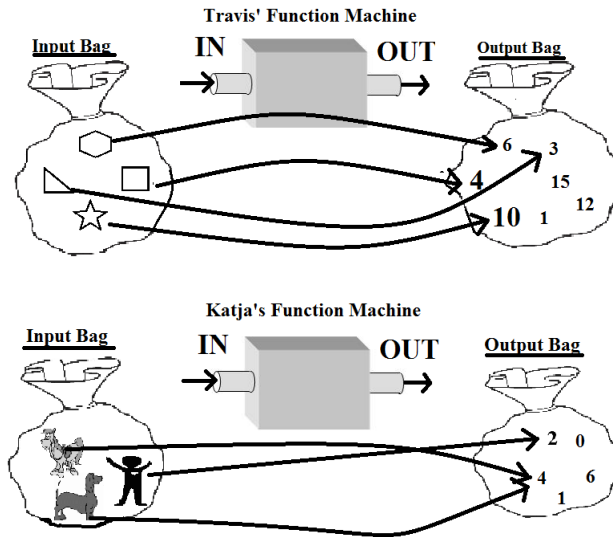 Travis' Function Machine
Input Bag
IN
OUT
Output Bag
6
3
4
15
12
10
1
Katja's Function Machine
Input Bag
IN
OUT
Output Bag
2
0
4
6
1